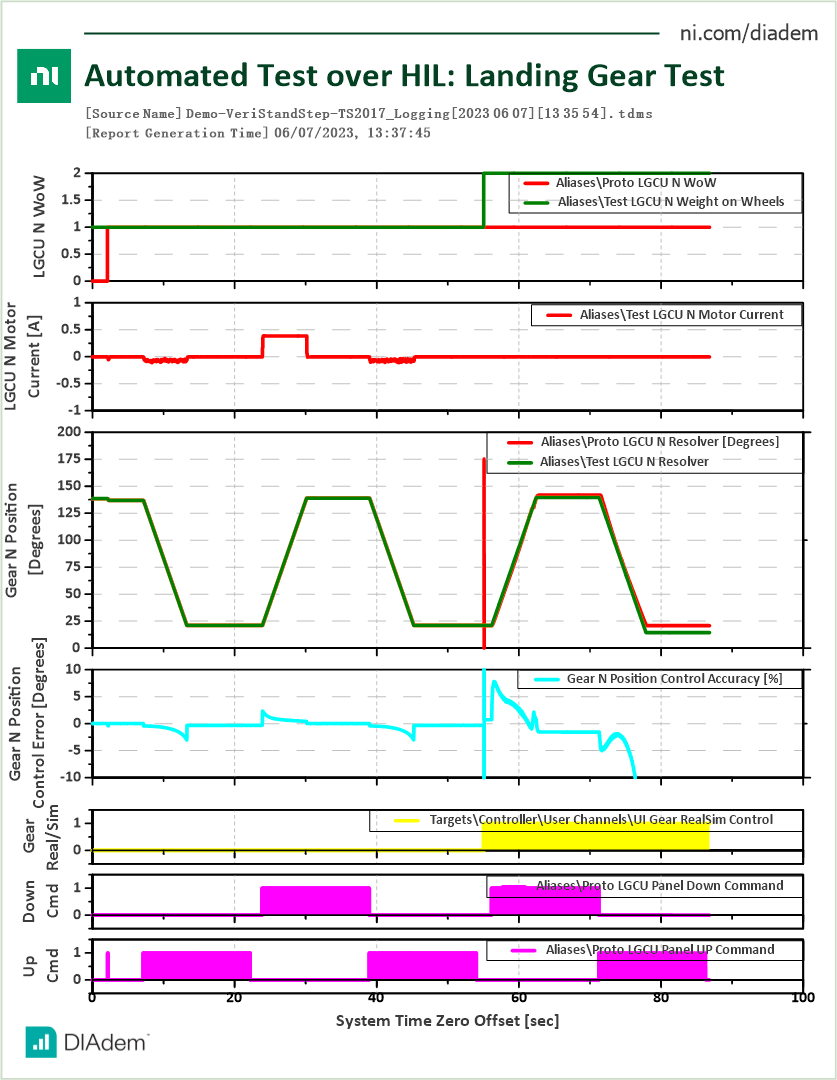 ni.com/diadem
ni
Automated Test over HIL: Landing Gear Test
[Source Name] Demo-VeriStandStep-TS2017_Logging[2023 06 07][13 35 54]. tdms
[Report Generation Time] 06/07/2023, 13:37:45
LGCU N WoW
2
1.5
1
0.5
0
Aliases\Proto LGCU N WoW
Aliases\Test LGCU N Weight on Wheels
LGCU N Motor
Current [A]
1
0.5
0
-0.5
-1
Aliases\Test LGCU N Motor Current
Gear N Position
[Degrees]
200
175
150
125
100
75
50
25
0
Aliases\Proto LGCU N Resolver [Degrees]
Aliases\Test LGCU N Resolver
Gear N Position
Control Error [Degrees]
10
5
0
-5
-10
Gear N Position Control Accuracy [%]
Gear
Real/Sim
1
0
Targets\Controller\User Channels\UI Gear RealSim Control
Down
Cmd
1
0
Aliases\Proto LGCU Panel Down Command
Up
Cmd
1
0
Aliases\Proto LGCU Panel UP Command
0 20 40 60 80 100
System Time Zero Offset [sec]
DIAdem™